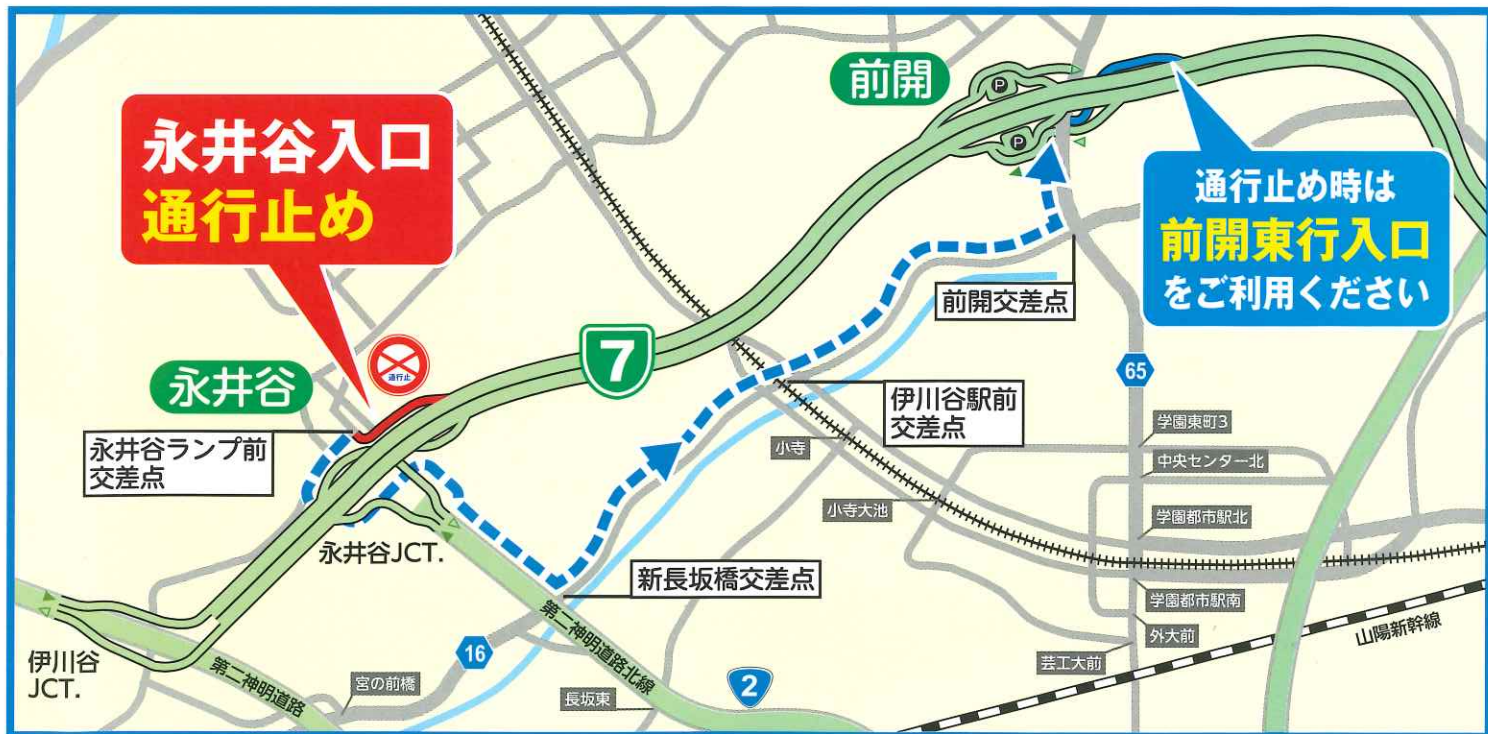 前開
P
P
永井谷入口
通行止め
通行止め時は
前開東行入口
をご利用ください
前開交差点
通行止
7
永井谷
65
永井谷ランプ前
交差点
伊川谷駅前
交差点
学園東町3
小寺
中央センター北
小寺大池
学園都市駅北
永井谷JCT.
新長坂橋交差点
学園都市駅南
第二神明道路北線
外大前
山陽新幹線
16
芸工大前
伊川谷
JCT.
第二神明道路
宮の前橋
長坂東
2